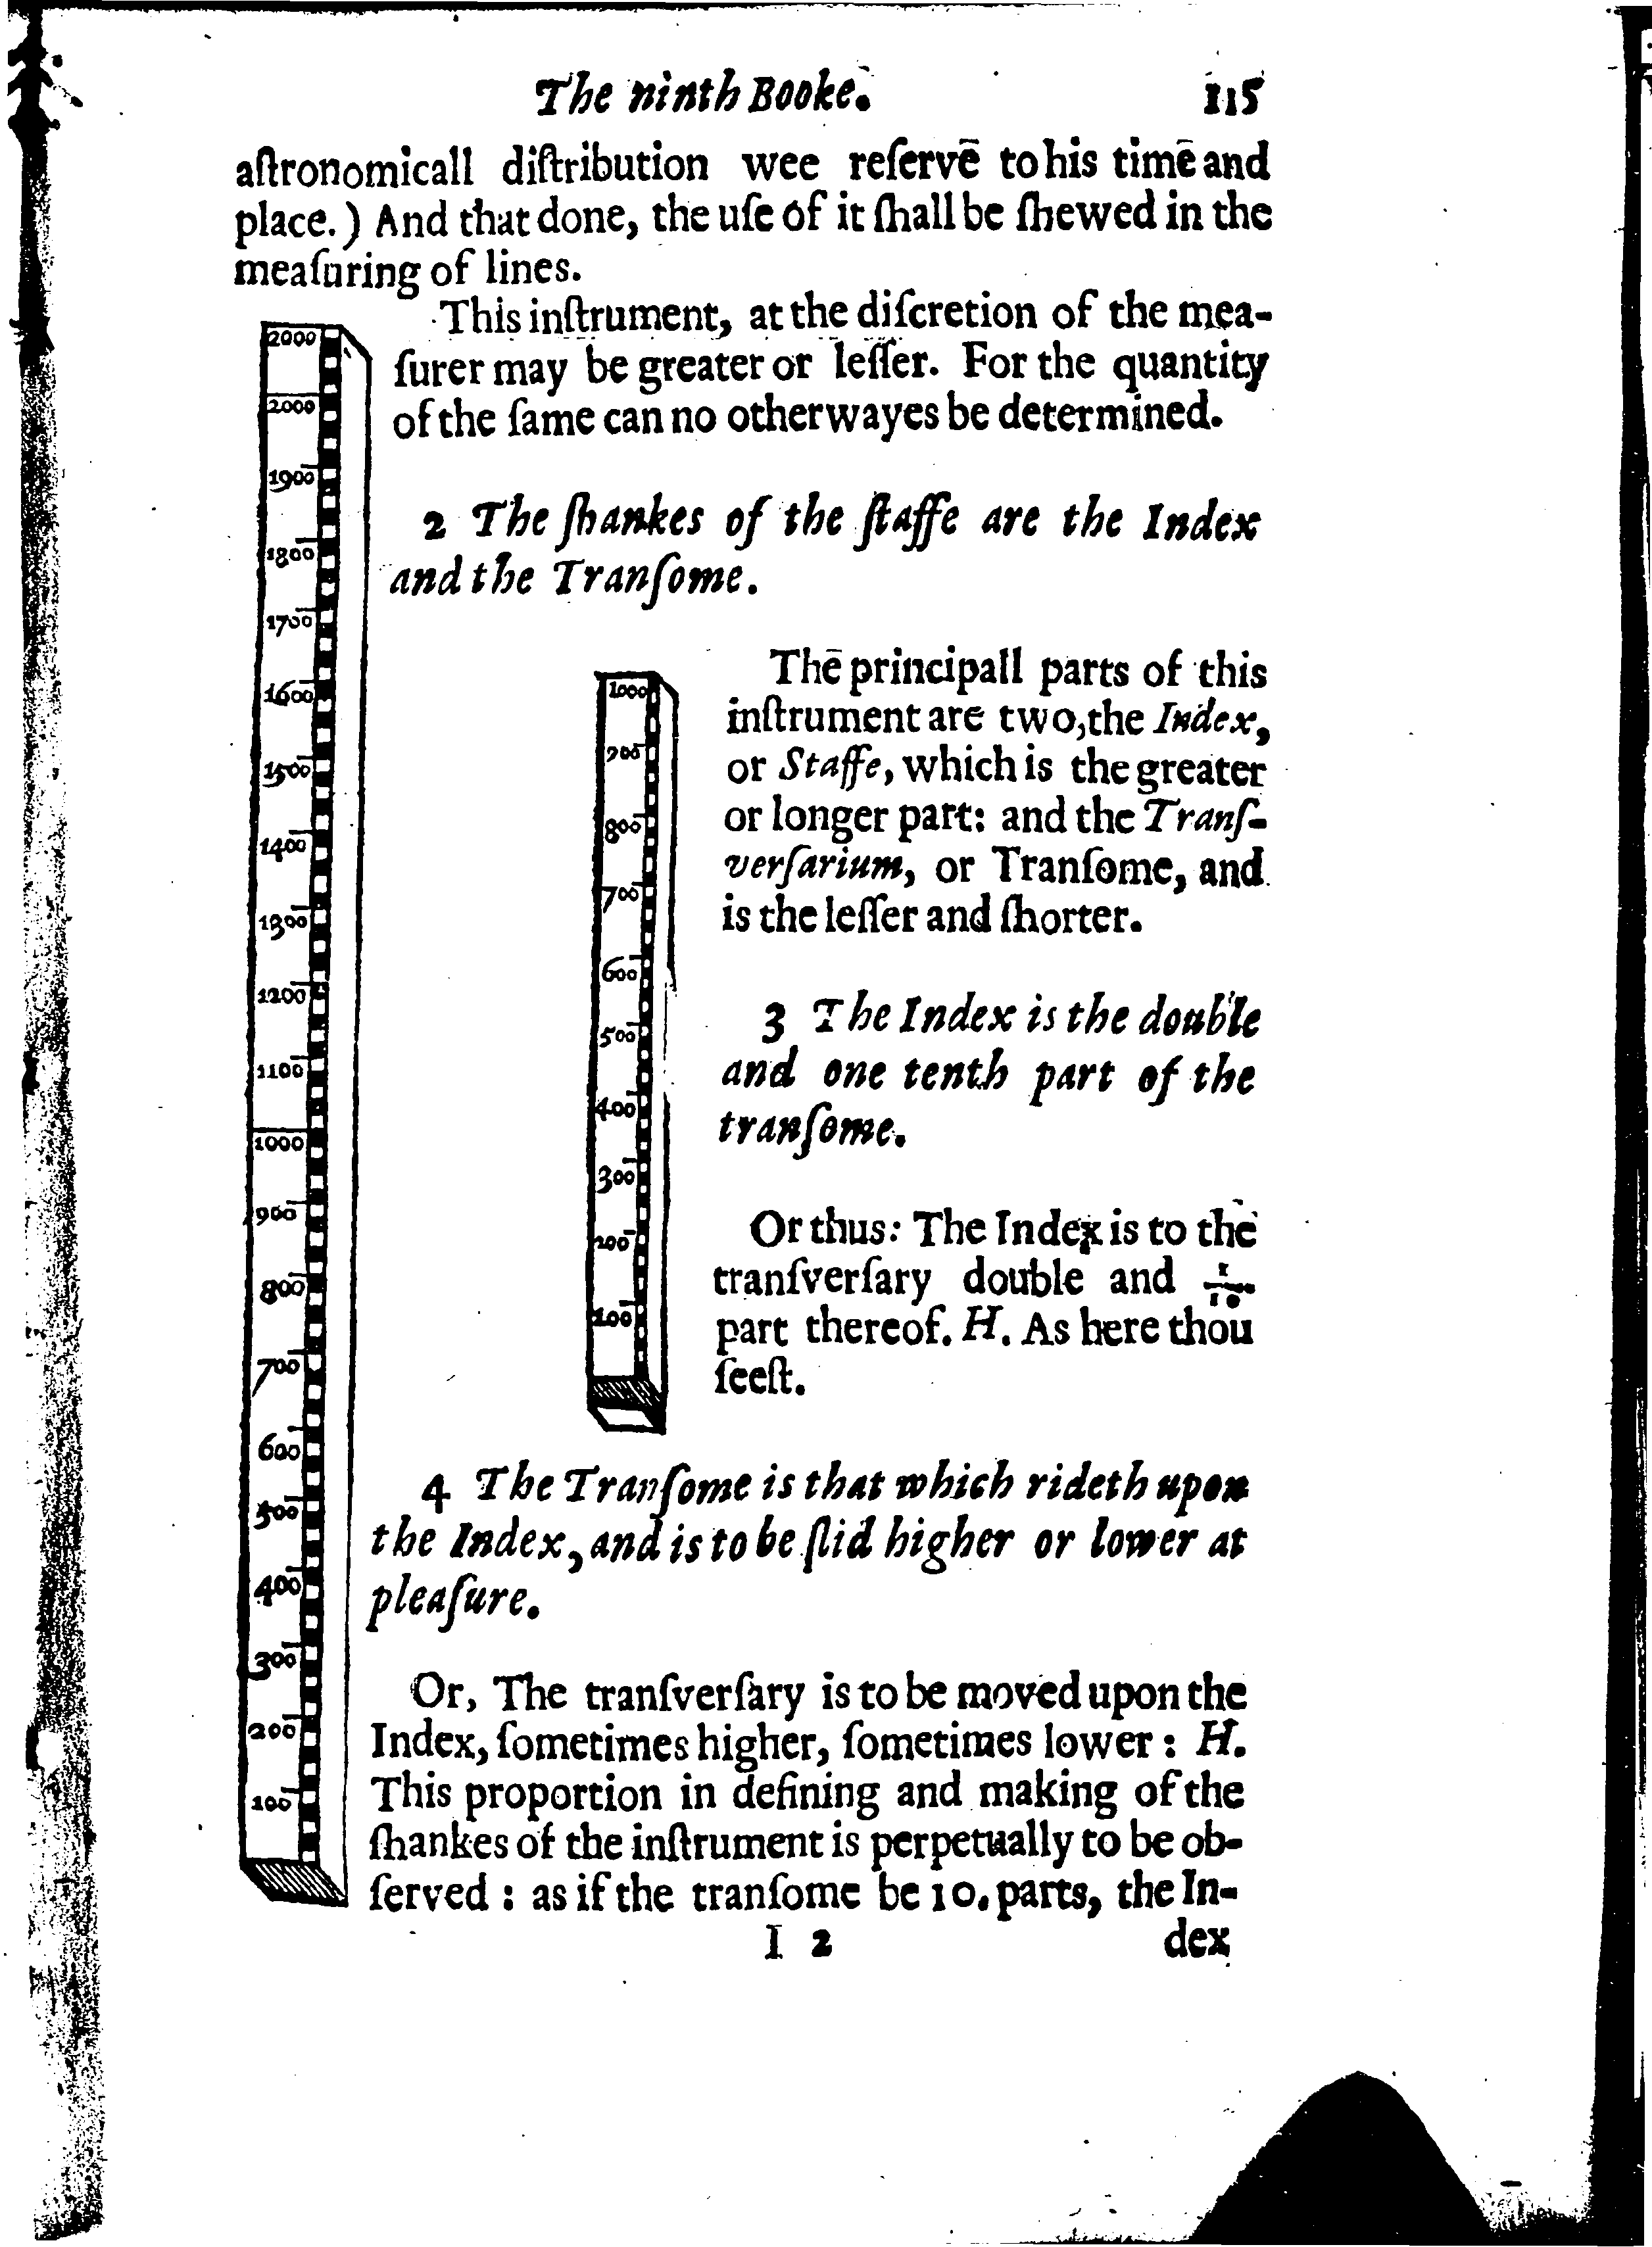 The ninth Booke. 115
aſtronomicall diſtribution wee reſervē to his timē and
place.) And that done, the uſe of it ſhall be ſhewed in the
meaſuring of lines.
This inſtrument, at the diſcretion of the mea-
ſurer may be greater or leſſer. For the quantity
of the ſame can no otherwayes be determined.
2 The ſhankes of the ſtaffe are the Index
and the Tranſome.
Thē principall parts of this
inſtrument are two, the Index,
or Staffe, which is the greater
or longer part: and the Tranſ-
verſarium, or Tranſome, and
is the leſſer and ſhorter.
3 The Index is the double
and one tenth part of the
tranſome.
Or thus: The Index is to the
tranſverſary double and 1/10
part thereof. H. As here thou
ſeeſt.
4 The Tranſome is that which rideth upon
the Index, and is to be ſlid higher or lower at
pleaſure.
Or, The tranſverſary is to be moved upon the
Index, ſometimes higher, ſometimes lower: H.
This proportion in defining and making of the
ſhankes of the inſtrument is perpetually to be ob-
ſerved: as if the tranſome be 10. parts, the In-
I 2 dex
2000
2000
1900
1800
1700
1600
1500
1400
1300
1200
1100
1000
900
800
700
600
500
400
300
200
100
1000
900
800
700
600
500
400
300
200
100